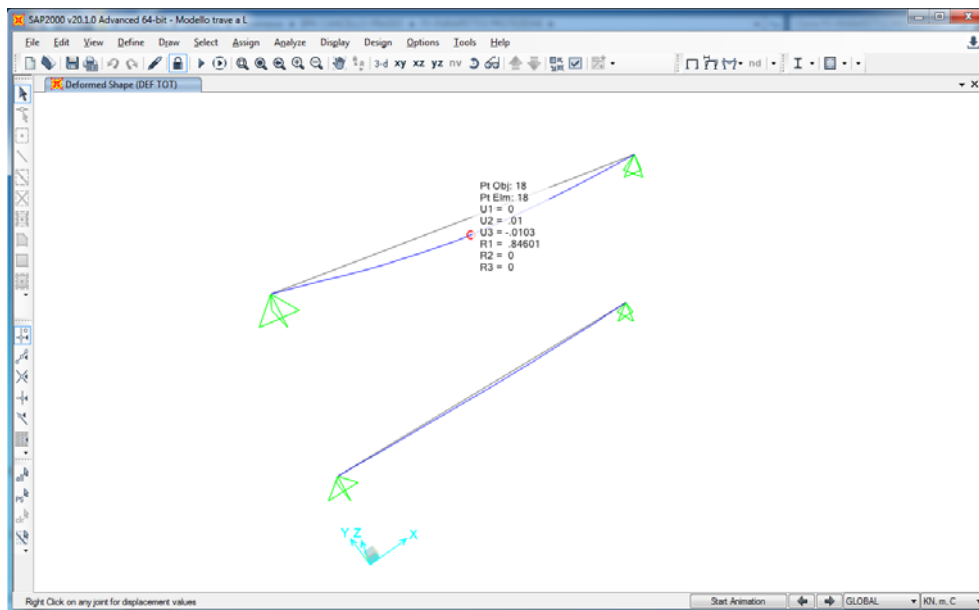 SAP2000 v20.1.0 Advanced 64-bit - Modello trave a L
File Edit View Define Draw Select Assign Analyze Display Design Options Tools Help
3-d xy xz yz nv nd
Deformed Shape (DEF TOT)
Pt Obj: 18
Pt Elm: 18
U1 = 0
U2 = .01
U3 = -.0103
R1 = .84601
R2 = 0
R3 = 0
Y Z X
Right Click on any joint for displacement values Start Animation GLOBAL KN, m, C